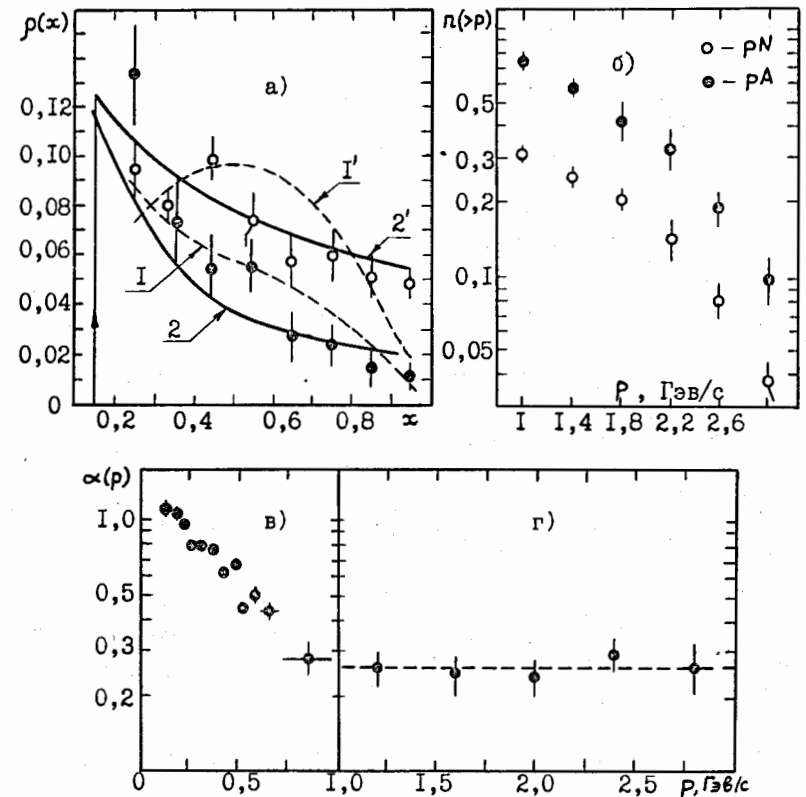 ρ(x)
0,12
0,10
0,08
0,06
0,04
0,02
0
0,2 0,4 0,6 0,8 x
а)
I'
2'
I
2
n(>p)
0,5
0,3
0,2
0,1
0,05
б)
○ - pN
● - pA
P, Гэв/с
I I,4 I,8 2,2 2,6
α(p)
I,0
0,5
0,3
0,2
в)
г)
0 0,5 I,0 I,5 2,0 2,5 P,Гэв/с